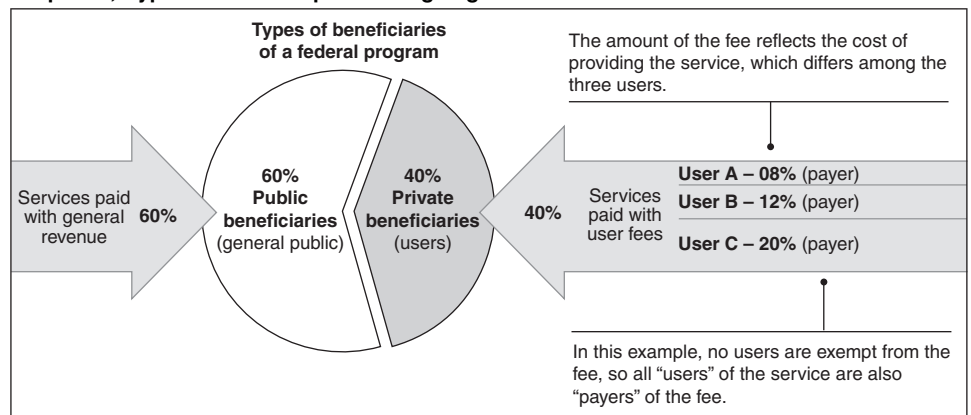 Types of beneficiaries
of a federal program
The amount of the fee reflects the cost of
providing the service, which differs among the
three users.
Services paid
with general
revenue
60%
60%
Public
beneficiaries
(general public)
40%
Private
beneficiaries
(users)
40%
Services
paid with
user fees
User A – 08% (payer)
User B – 12% (payer)
User C – 20% (payer)
In this example, no users are exempt from the
fee, so all “users” of the service are also
“payers” of the fee.